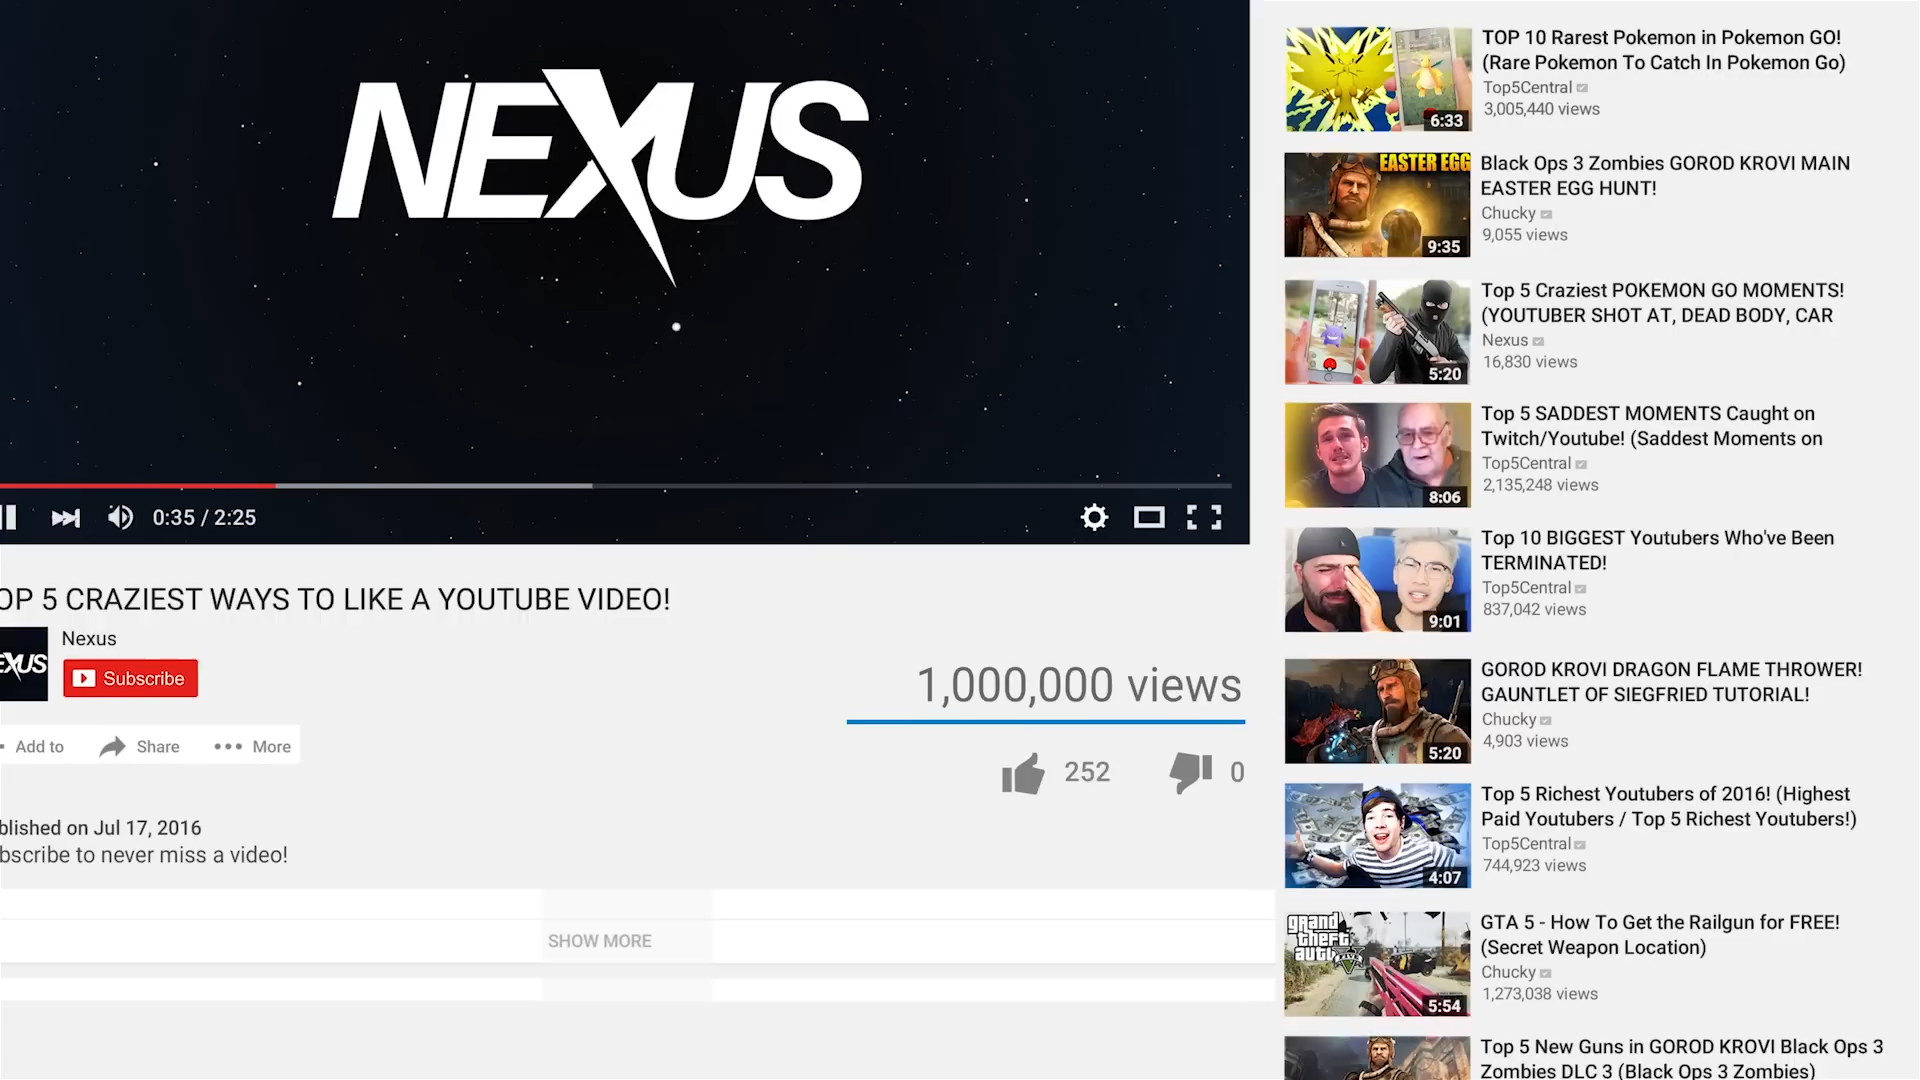 NEXUS
0:35 / 2:25
OP 5 CRAZIEST WAYS TO LIKE A YOUTUBE VIDEO!
EXUS
Nexus
Subscribe
1,000,000 views
Add to
Share
More
252
0
blished on Jul 17, 2016
bscribe to never miss a video!
SHOW MORE
6:33
TOP 10 Rarest Pokemon in Pokemon GO!
(Rare Pokemon To Catch In Pokemon Go)
Top5Central
3,005,440 views
EASTER EGG
9:35
Black Ops 3 Zombies GOROD KROVI MAIN
EASTER EGG HUNT!
Chucky
9,055 views
5:20
Top 5 Craziest POKEMON GO MOMENTS!
(YOUTUBER SHOT AT, DEAD BODY, CAR
Nexus
16,830 views
8:06
Top 5 SADDEST MOMENTS Caught on
Twitch/Youtube! (Saddest Moments on
Top5Central
2,135,248 views
9:01
Top 10 BIGGEST Youtubers Who've Been
TERMINATED!
Top5Central
837,042 views
5:20
GOROD KROVI DRAGON FLAME THROWER!
GAUNTLET OF SIEGFRIED TUTORIAL!
Chucky
4,903 views
4:07
Top 5 Richest Youtubers of 2016! (Highest
Paid Youtubers / Top 5 Richest Youtubers!)
Top5Central
744,923 views
grand
theft
auto
FIVE
5:54
GTA 5 - How To Get the Railgun for FREE!
(Secret Weapon Location)
Chucky
1,273,038 views
Top 5 New Guns in GOROD KROVI Black Ops 3
Zombies DLC 3 (Black Ops 3 Zombies)